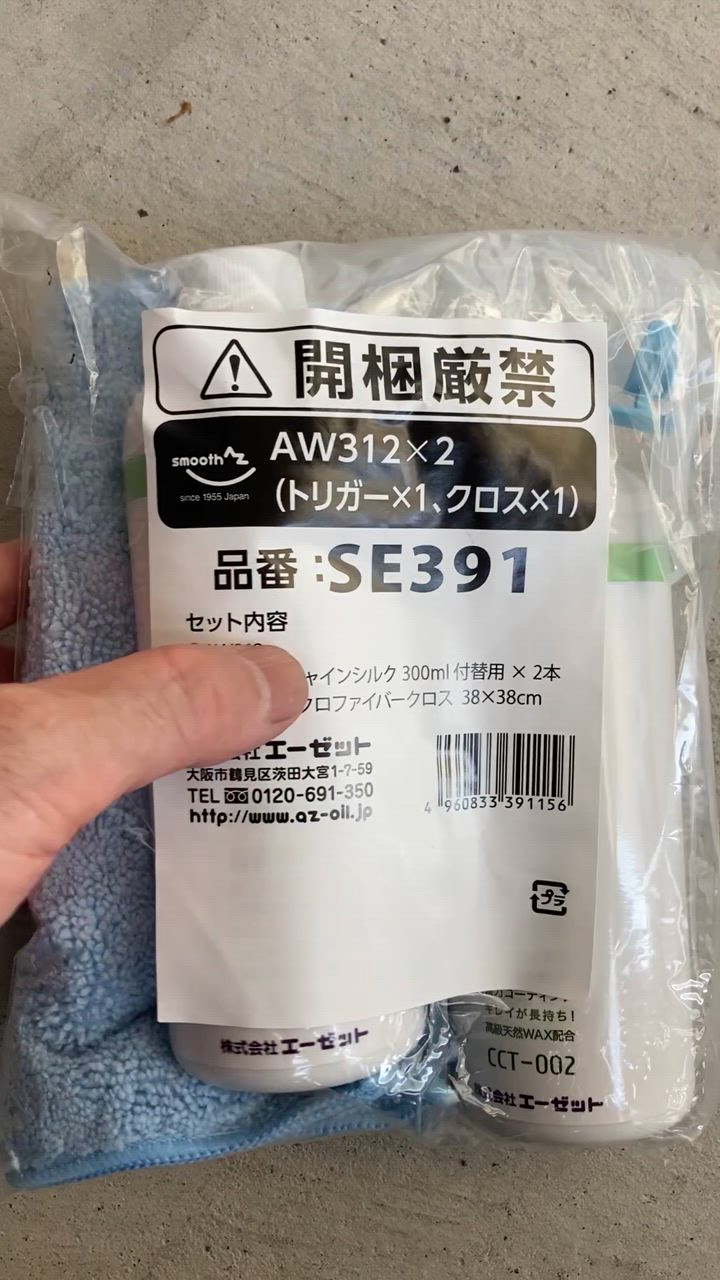 開梱厳禁
smooth AZ
since 1955 Japan
AW312×2
(トリガー×1、クロス×1)
品番:SE391
セット内容
ャインシルク 300ml 付替用 × 2本
クロファイバークロス 38×38cm
エーゼット
大阪市鶴見区茨田大宮1-7-59
TEL 0120-691-350
http://www.az-oil.jp
4 960833 391156
プラ
キレイが長持ち!
高級天然WAX配合
CCT-002
株式会社 エーゼット
式会社 エーゼット